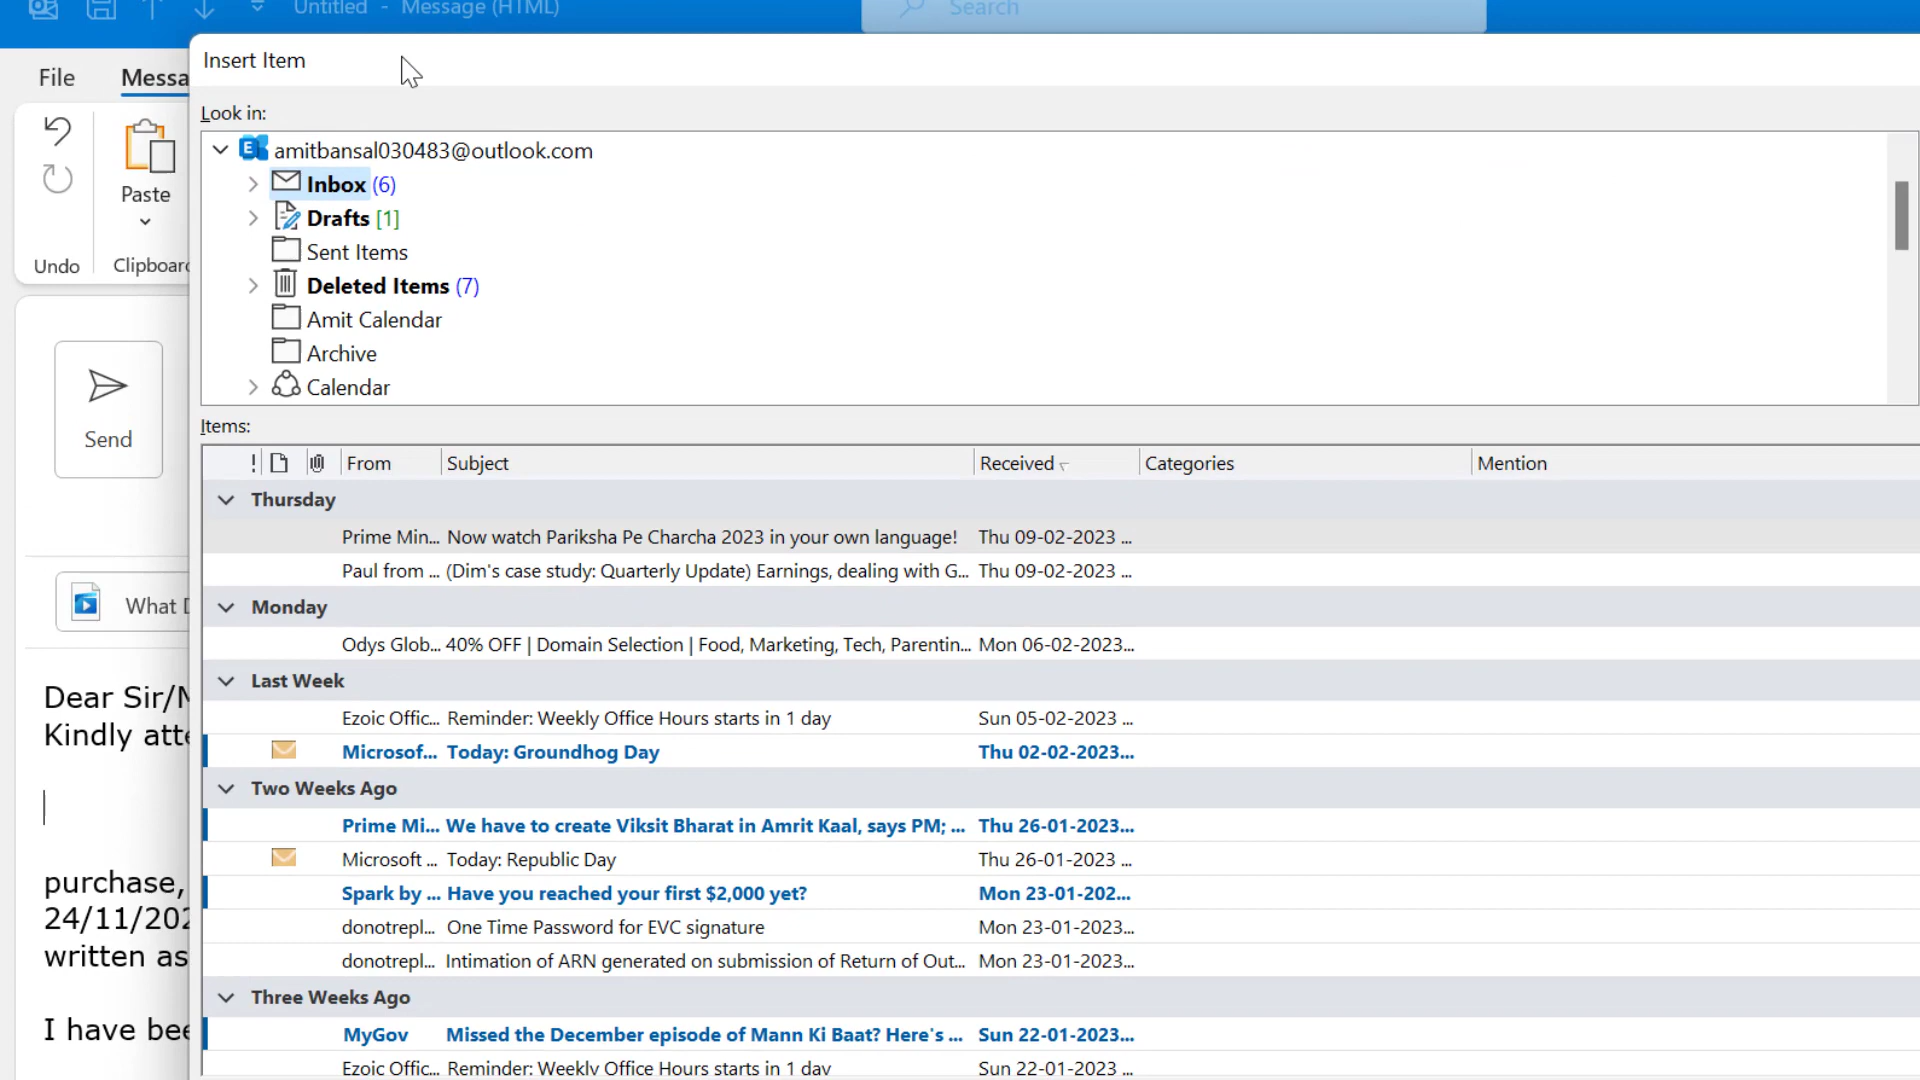 Untitled - Message (HTML)
Search
Insert Item
File
Messa
Look in:
amitbansal030483@outlook.com
Inbox (6)
Drafts [1]
Sent Items
Deleted Items (7)
Amit Calendar
Archive
Calendar
Paste
Undo
Clipboard
Send
Items:
! From Subject Received Categories Mention
Thursday
Prime Min... Now watch Pariksha Pe Charcha 2023 in your own language! Thu 09-02-2023 ...
Paul from ... (Dim's case study: Quarterly Update) Earnings, dealing with G... Thu 09-02-2023 ...
Monday
Odys Glob... 40% OFF | Domain Selection | Food, Marketing, Tech, Parentin... Mon 06-02-2023...
Last Week
Ezoic Offic... Reminder: Weekly Office Hours starts in 1 day Sun 05-02-2023 ...
Microsof... Today: Groundhog Day Thu 02-02-2023...
Two Weeks Ago
Prime Mi... We have to create Viksit Bharat in Amrit Kaal, says PM; ... Thu 26-01-2023...
Microsoft ... Today: Republic Day Thu 26-01-2023 ...
Spark by ... Have you reached your first $2,000 yet? Mon 23-01-202...
donotrepl... One Time Password for EVC signature Mon 23-01-2023...
donotrepl... Intimation of ARN generated on submission of Return of Out... Mon 23-01-2023...
Three Weeks Ago
MyGov Missed the December episode of Mann Ki Baat? Here's ... Sun 22-01-2023...
Ezoic Offic... Reminder: Weekly Office Hours starts in 1 day Sun 22-01-2023 ...
What D
Dear Sir/M
Kindly atte
purchase,
24/11/202
written as
I have bee